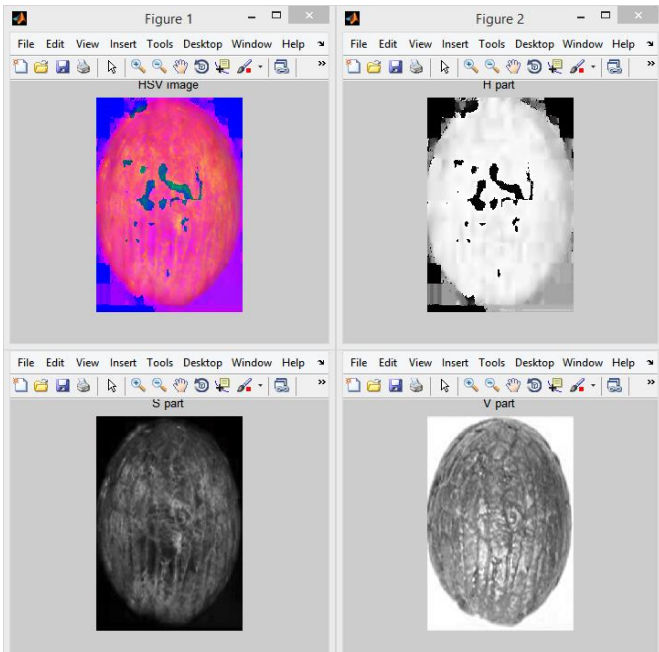 Figure 1
File Edit View Insert Tools Desktop Window Help
HSV image
Figure 2
File Edit View Insert Tools Desktop Window Help
H part
File Edit View Insert Tools Desktop Window Help
S part
File Edit View Insert Tools Desktop Window Help
V part